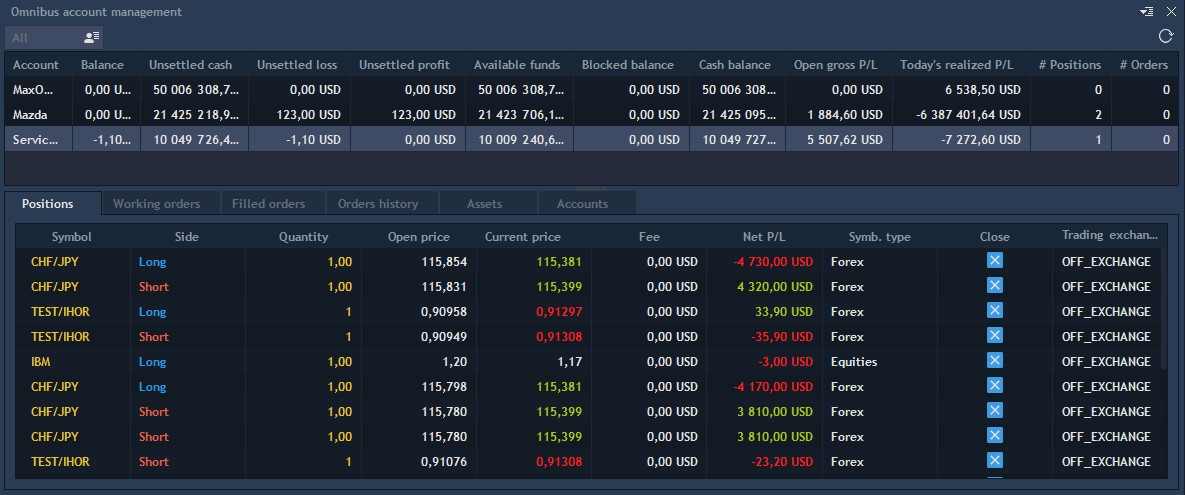 Omnibus account management
All
Account Balance Unsettled cash Unsettled loss Unsettled profit Available funds Blocked balance Cash balance Open gross P/L Today's realized P/L # Positions # Orders
MaxO... 0,00 U... 50 006 308,7... 0,00 USD 0,00 USD 50 006 308,7... 0,00 USD 50 006 308... 0,00 USD 6 538,50 USD 0 0
Mazda 0,00 U... 21 425 218,9... 123,00 USD 123,00 USD 21 423 706,1... 0,00 USD 21 425 095... 1 884,60 USD -6 387 401,64 USD 2 0
Servic... -1,10... 10 049 726,4... -1,10 USD 0,00 USD 10 009 240,6... 0,00 USD 10 049 727... 5 507,62 USD -7 272,60 USD 1 0
Positions Working orders Filled orders Orders history Assets Accounts
Symbol Side Quantity Open price Current price Fee Net P/L Symb. type Close Trading exchan...
CHF/JPY Long 1,00 115,854 115,381 0,00 USD -4 730,00 USD Forex OFF_EXCHANGE
CHF/JPY Short 1,00 115,831 115,399 0,00 USD 4 320,00 USD Forex OFF_EXCHANGE
TEST/IHOR Long 1 0,90958 0,91297 0,00 USD 33,90 USD Forex OFF_EXCHANGE
TEST/IHOR Short 1 0,90949 0,91308 0,00 USD -35,90 USD Forex OFF_EXCHANGE
IBM Long 1,00 1,20 1,17 0,00 USD -3,00 USD Equities OFF_EXCHANGE
CHF/JPY Long 1,00 115,798 115,381 0,00 USD -4 170,00 USD Forex OFF_EXCHANGE
CHF/JPY Short 1,00 115,780 115,399 0,00 USD 3 810,00 USD Forex OFF_EXCHANGE
CHF/JPY Short 1,00 115,780 115,399 0,00 USD 3 810,00 USD Forex OFF_EXCHANGE
TEST/IHOR Short 1 0,91076 0,91308 0,00 USD -23,20 USD Forex OFF_EXCHANGE